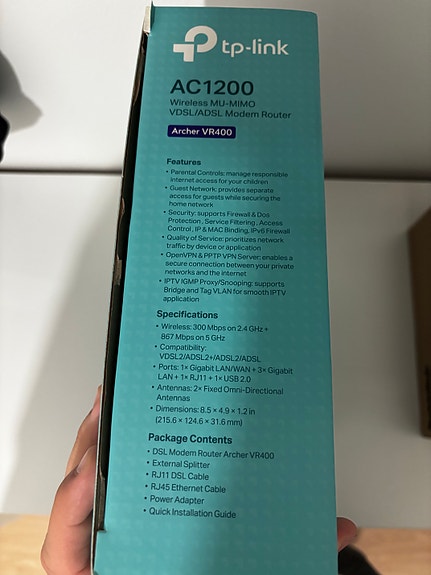 tp-link
AC1200
Wireless MU-MIMO
VDSL/ADSL Modem Router
Archer VR400
Features
• Parental Controls: manage responsible
internet access for your children
• Guest Network: provides separate
access for guests while securing the
home network
• Security: supports Firewall & Dos
Protection, Service Filtering, Access
Control, IP & MAC Binding, IPv6 Firewall
• Quality of Service: prioritizes network
traffic by device or application
• OpenVPN & PPTP VPN Server: enables a
secure connection between your private
networks and the internet
• IPTV IGMP Proxy/Snooping: supports
Bridge and Tag VLAN for smooth IPTV
application
Specifications
• Wireless: 300 Mbps on 2.4 GHz +
867 Mbps on 5 GHz
• Compatibility:
VDSL2/ADSL2+/ADSL2/ADSL
• Ports: 1× Gigabit LAN/WAN + 3× Gigabit
LAN + 1× RJ11 + 1× USB 2.0
• Antennas: 2× Fixed Omni-Directional
Antennas
• Dimensions: 8.5 × 4.9 × 1.2 in
(215.6 × 124.6 × 31.6 mm)
Package Contents
• DSL Modem Router Archer VR400
• External Splitter
• RJ11 DSL Cable
• RJ45 Ethernet Cable
• Power Adapter
• Quick Installation Guide